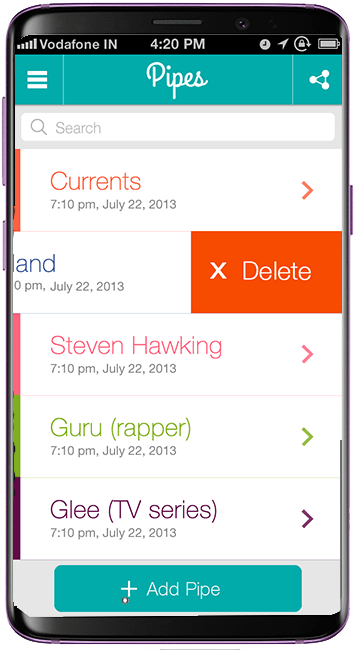 Vodafone IN 4:20 PM
Pipes
Search
Currents
7:10 pm, July 22, 2013
land
0 pm, July 22, 2013
X Delete
Steven Hawking
7:10 pm, July 22, 2013
Guru (rapper)
7:10 pm, July 22, 2013
Glee (TV series)
7:10 pm, July 22, 2013
+ Add Pipe